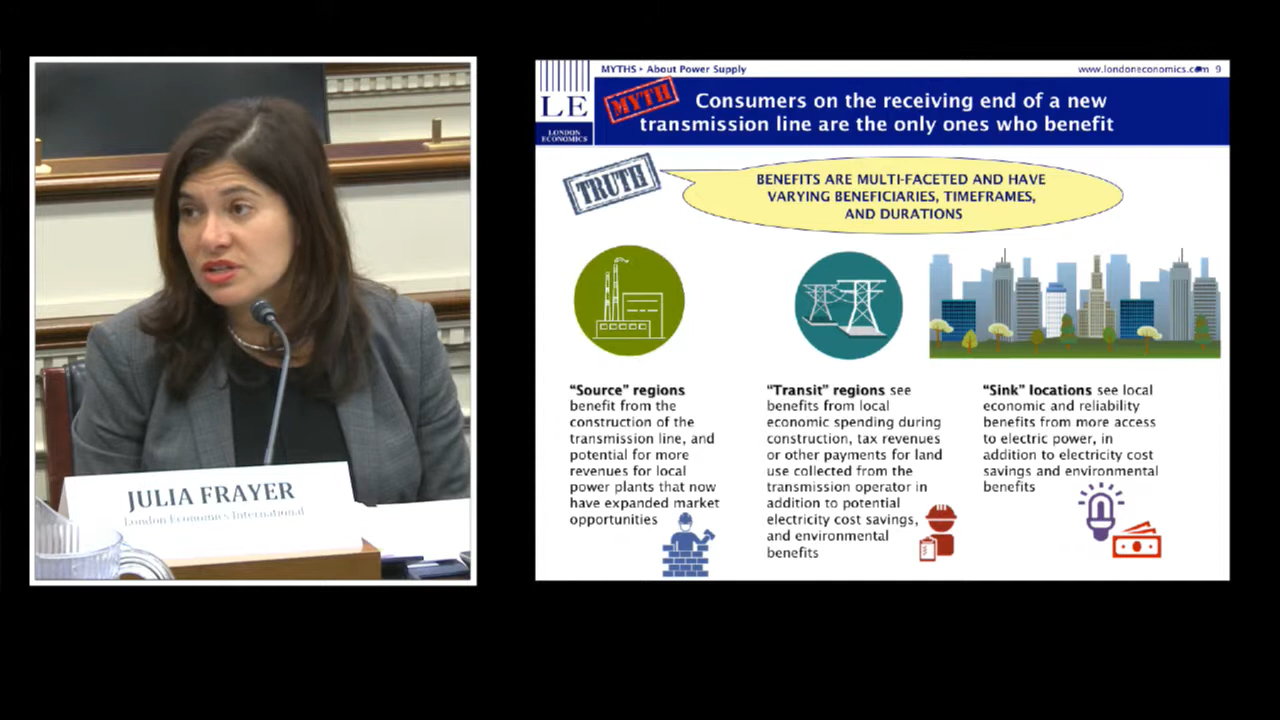 JULIA FRAYER
London Economics International
MYTHS ▸ About Power Supply
www.londoneconomics.com 9
LE
LONDON
ECONOMICS
MYTH
Consumers on the receiving end of a new
transmission line are the only ones who benefit
TRUTH
BENEFITS ARE MULTI-FACETED AND HAVE
VARYING BENEFICIARIES, TIMEFRAMES,
AND DURATIONS
“Source” regions
benefit from the
construction of the
transmission line, and
potential for more
revenues for local
power plants that now
have expanded market
opportunities
“Transit” regions see
benefits from local
economic spending during
construction, tax revenues
or other payments for land
use collected from the
transmission operator in
addition to potential
electricity cost savings,
and environmental
benefits
“Sink” locations see local
economic and reliability
benefits from more access
to electric power, in
addition to electricity cost
savings and environmental
benefits